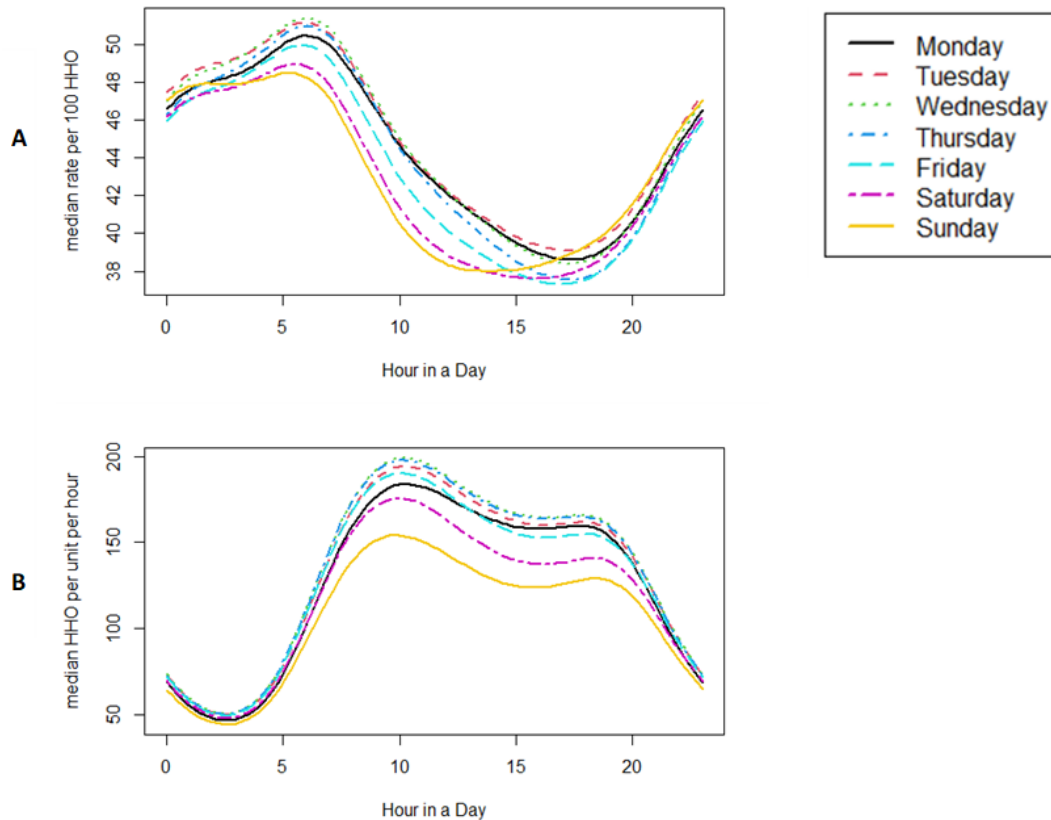 A
median rate per 100 HHO
50
48
46
44
42
40
38
0 5 10 15 20
Hour in a Day
Monday
Tuesday
Wednesday
Thursday
Friday
Saturday
Sunday
B
median HHO per unit per hour
200
150
100
50
0 5 10 15 20
Hour in a Day